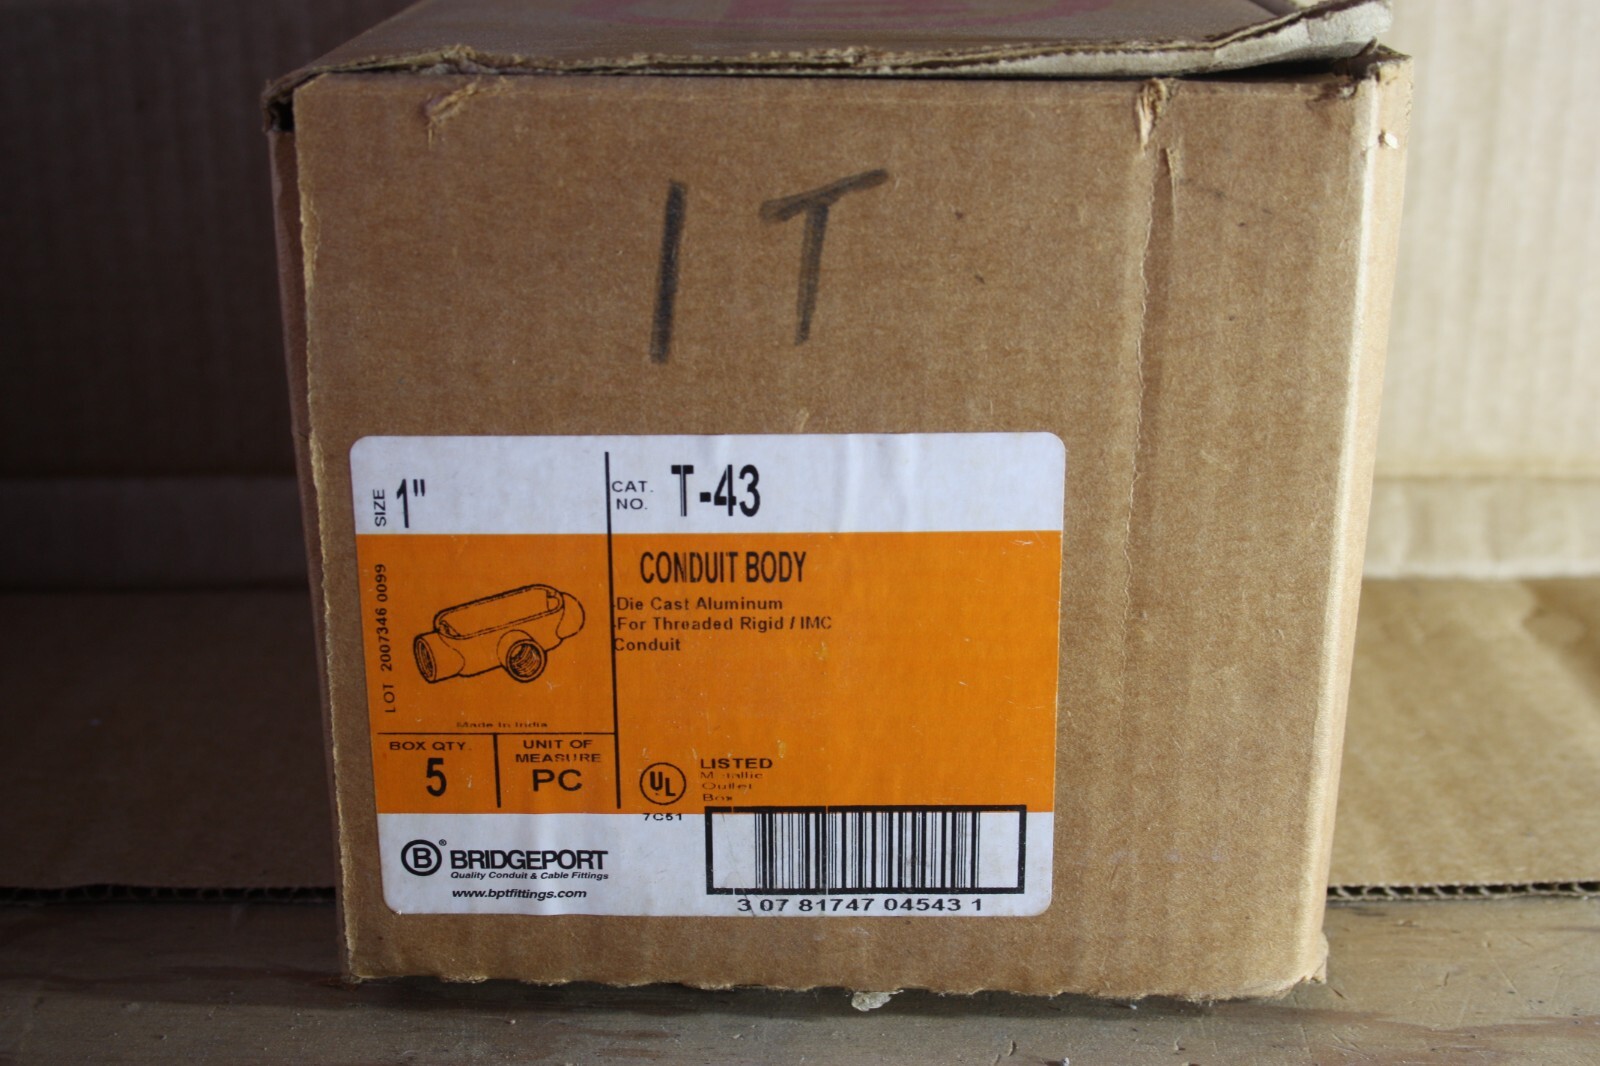 1 T
SIZE 1"
CAT. NO. T-43
LOT 2007346 0099
CONDUIT BODY
-Die Cast Aluminum
-For Threaded Rigid / IMC
Conduit
Made in India
BOX QTY.
5
UNIT OF
MEASURE
PC
UL
LISTED
Metallic
Outlet
Box
7C51
B ® BRIDGEPORT
Quality Conduit & Cable Fittings
www.bptfittings.com
3 07 81747 04543 1